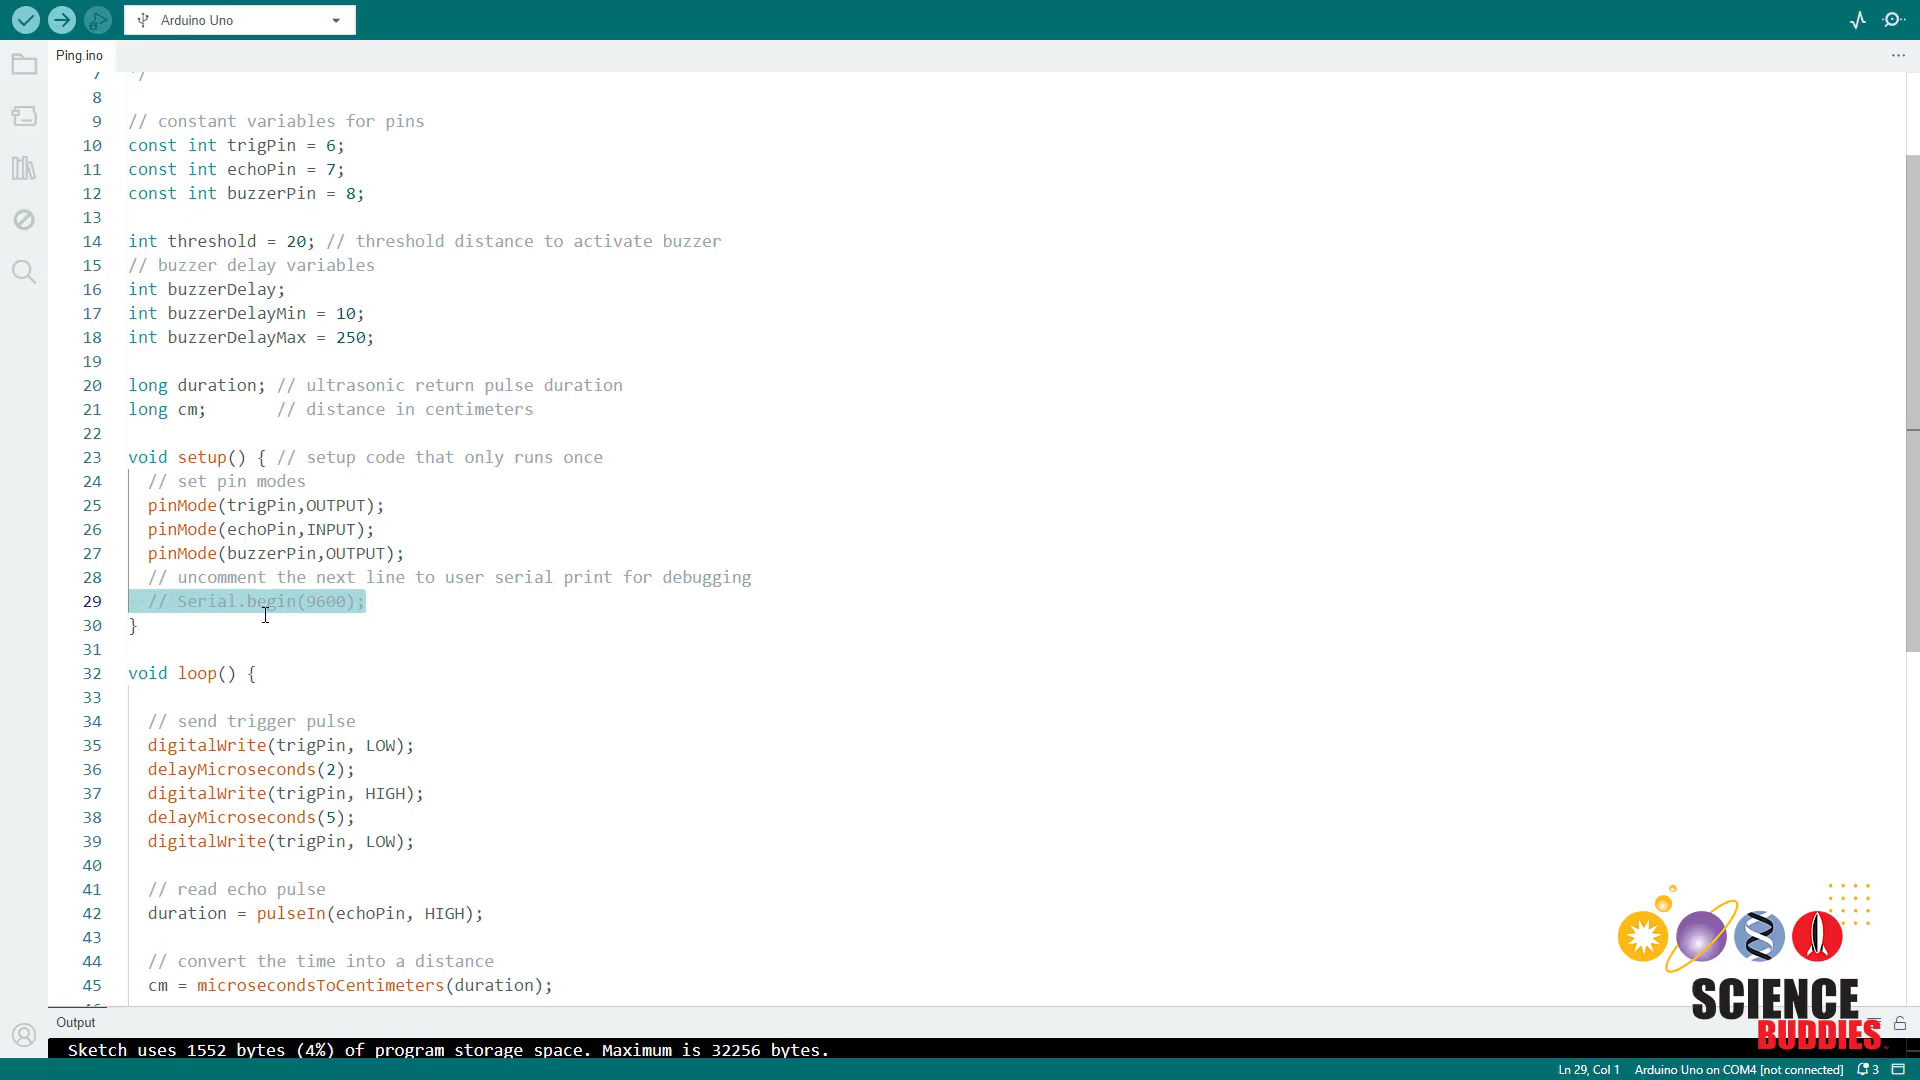 Arduino Uno
Ping.ino
7 */
8
9 // constant variables for pins
10 const int trigPin = 6;
11 const int echoPin = 7;
12 const int buzzerPin = 8;
13
14 int threshold = 20; // threshold distance to activate buzzer
15 // buzzer delay variables
16 int buzzerDelay;
17 int buzzerDelayMin = 10;
18 int buzzerDelayMax = 250;
19
20 long duration; // ultrasonic return pulse duration
21 long cm;       // distance in centimeters
22
23 void setup() { // setup code that only runs once
24   // set pin modes
25   pinMode(trigPin,OUTPUT);
26   pinMode(echoPin,INPUT);
27   pinMode(buzzerPin,OUTPUT);
28   // uncomment the next line to user serial print for debugging
29   // Serial.begin(9600);
30 }
31
32 void loop() {
33
34   // send trigger pulse
35   digitalWrite(trigPin, LOW);
36   delayMicroseconds(2);
37   digitalWrite(trigPin, HIGH);
38   delayMicroseconds(5);
39   digitalWrite(trigPin, LOW);
40
41   // read echo pulse
42   duration = pulseIn(echoPin, HIGH);
43
44   // convert the time into a distance
45   cm = microsecondsToCentimeters(duration);
SCIENCE
BUDDIES
Output
Sketch uses 1552 bytes (4%) of program storage space. Maximum is 32256 bytes.
Ln 29, Col 1 Arduino Uno on COM4 [not connected] 3